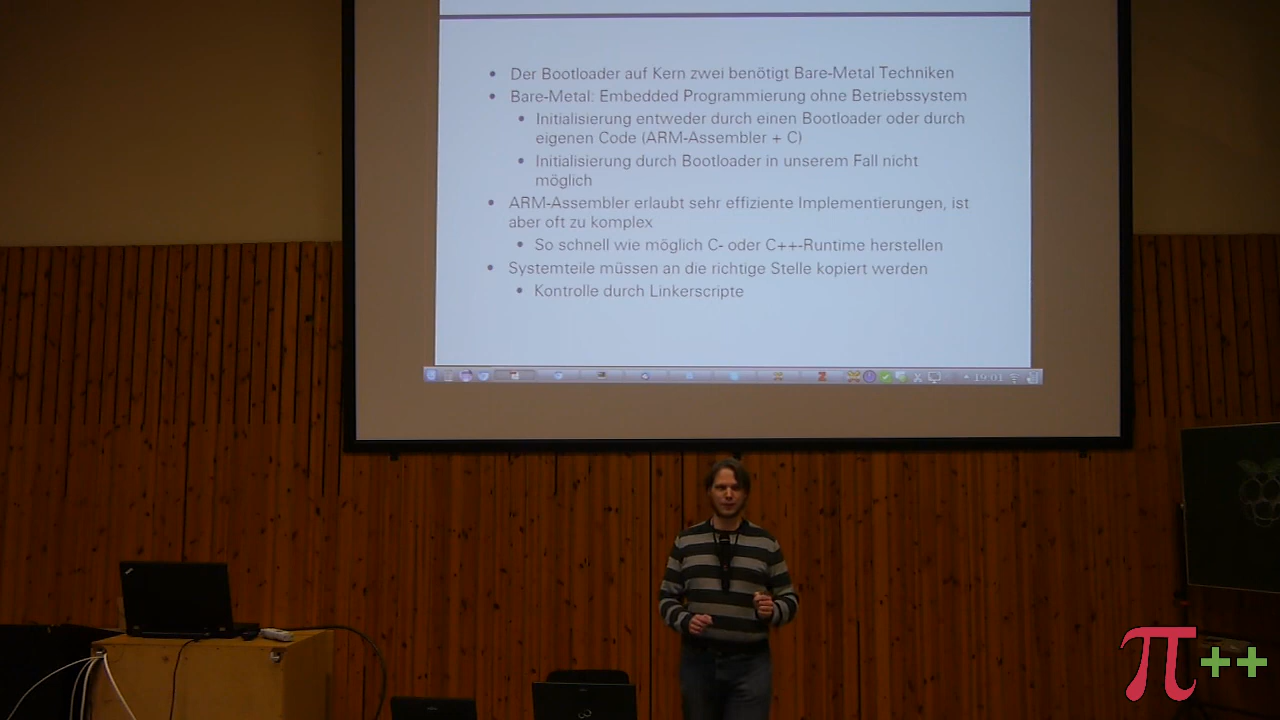 • Der Bootloader auf Kern zwei benötigt Bare-Metal Techniken
• Bare-Metal: Embedded Programmierung ohne Betriebssystem
• Initialisierung entweder durch einen Bootloader oder durch
eigenen Code (ARM-Assembler + C)
• Initialisierung durch Bootloader in unserem Fall nicht
möglich
• ARM-Assembler erlaubt sehr effiziente Implementierungen, ist
aber oft zu komplex
• So schnell wie möglich C- oder C++-Runtime herstellen
• Systemteile müssen an die richtige Stelle kopiert werden
• Kontrolle durch Linkerscripte
19:01
π++